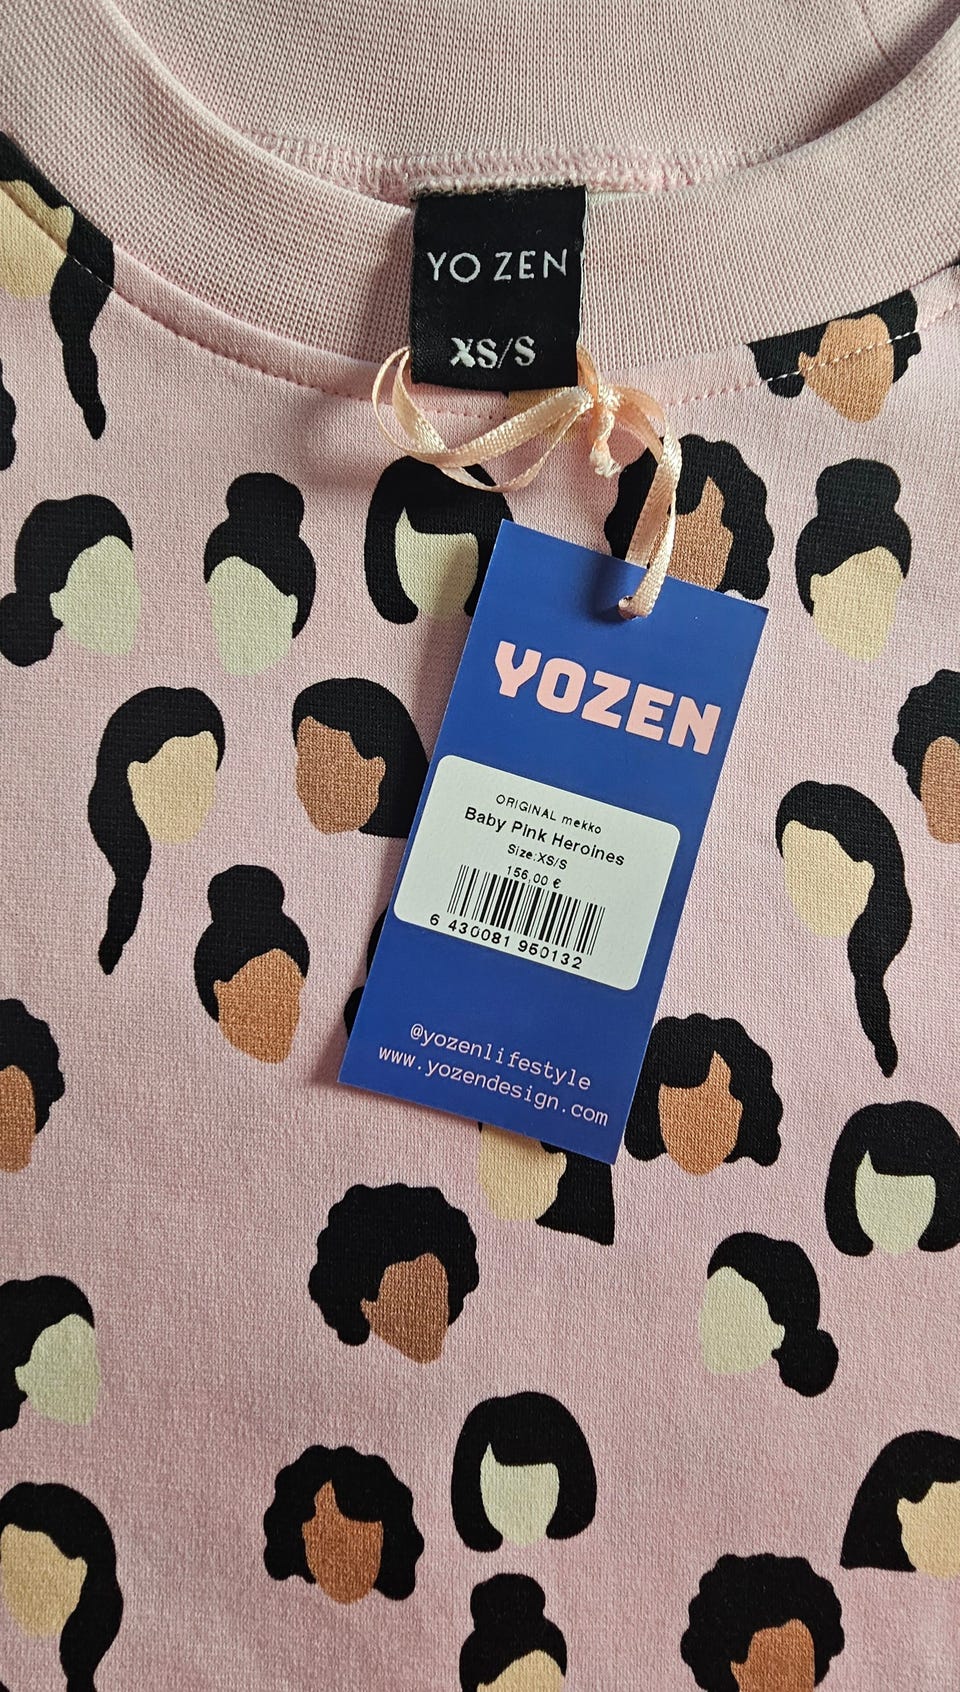 YO ZEN
XS/S
YOZEN
ORIGINAL mekko
Baby Pink Heroines
Size:XS/S
156.00 €
6 430081 950132
@yozenlifestyle
www.yozendesign.com